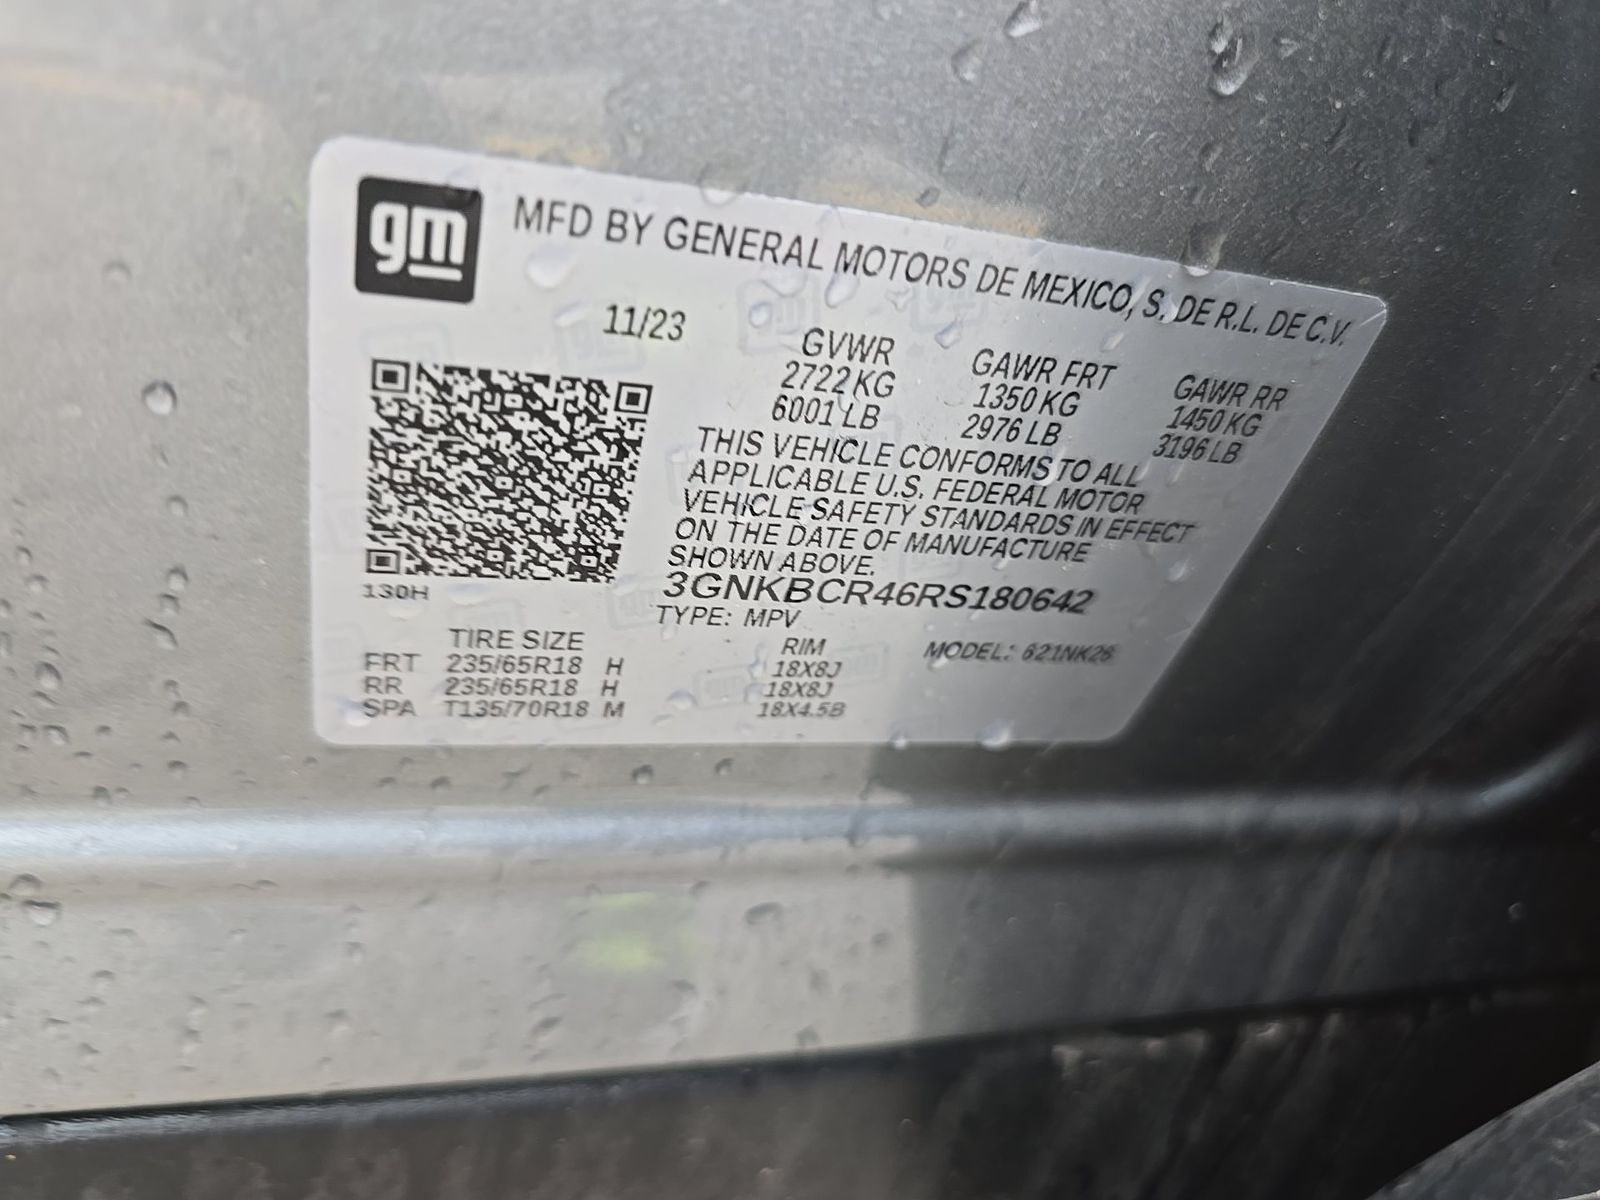 gm
MFD BY GENERAL MOTORS DE MEXICO, S. DE R.L. DE C.V.
11/23
GVWR GAWR FRT GAWR RR
2722 KG 1350 KG 1450 KG
6001 LB 2976 LB 3196 LB
THIS VEHICLE CONFORMS TO ALL
APPLICABLE U.S. FEDERAL MOTOR
VEHICLE SAFETY STANDARDS IN EFFECT
ON THE DATE OF MANUFACTURE
SHOWN ABOVE.
3GNKBCR46RS180642
130H
TYPE: MPV
TIRE SIZE RIM MODEL: 621NK26
FRT 235/65R18 H 18X8J
RR 235/65R18 H 18X8J
SPA T135/70R18 M 18X4.5B